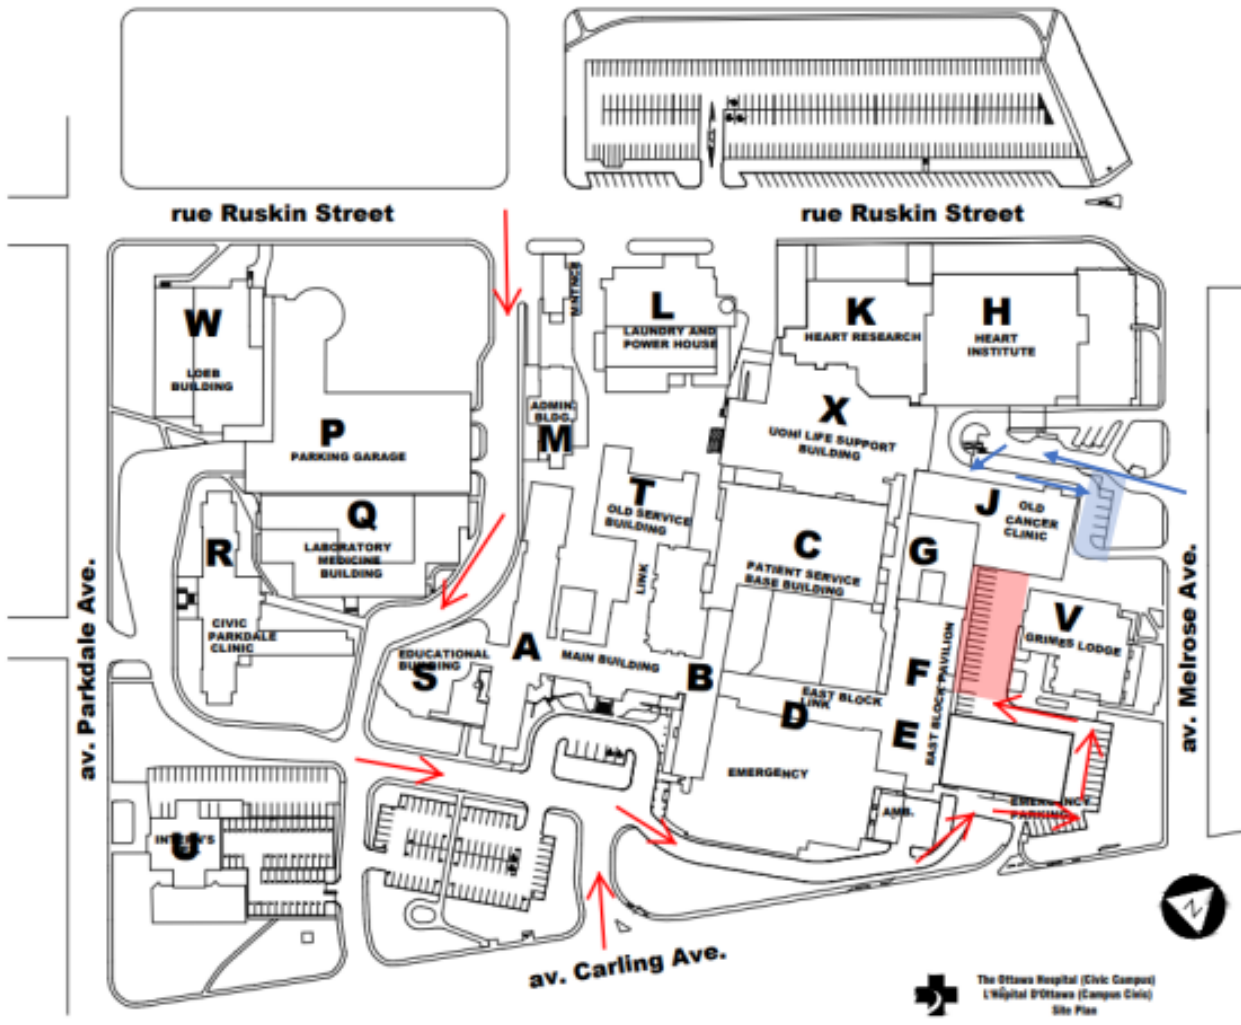 rue Ruskin Street
rue Ruskin Street
MNTNCE
L
LAUNDRY AND
POWER HOUSE
K
HEART RESEARCH
H
HEART
INSTITUTE
W
LOEB
BUILDING
P
PARKING GARAGE
ADMIN.
BLDG.
M
X
UOHI LIFE SUPPORT
BUILDING
T
OLD SERVICE
BUILDING
J
OLD
CANCER
CLINIC
Q
LABORATORY
MEDICINE
BUILDING
R
CIVIC
PARKDALE
CLINIC
C
PATIENT SERVICE
BASE BUILDING
G
LINK
V
GRIMES LODGE
EDUCATIONAL
BUILDING
S
A
MAIN BUILDING
B
EAST BLOCK
LINK
D
F
E
EAST BLOCK PAVILION
EMERGENCY
AMB.
EMERGENCY
PARKING
U
av. Parkdale Ave.
av. Melrose Ave.
av. Carling Ave.
N
The Ottawa Hospital (Civic Campus)
L'Hôpital D'Ottawa (Campus Civic)
Site Plan